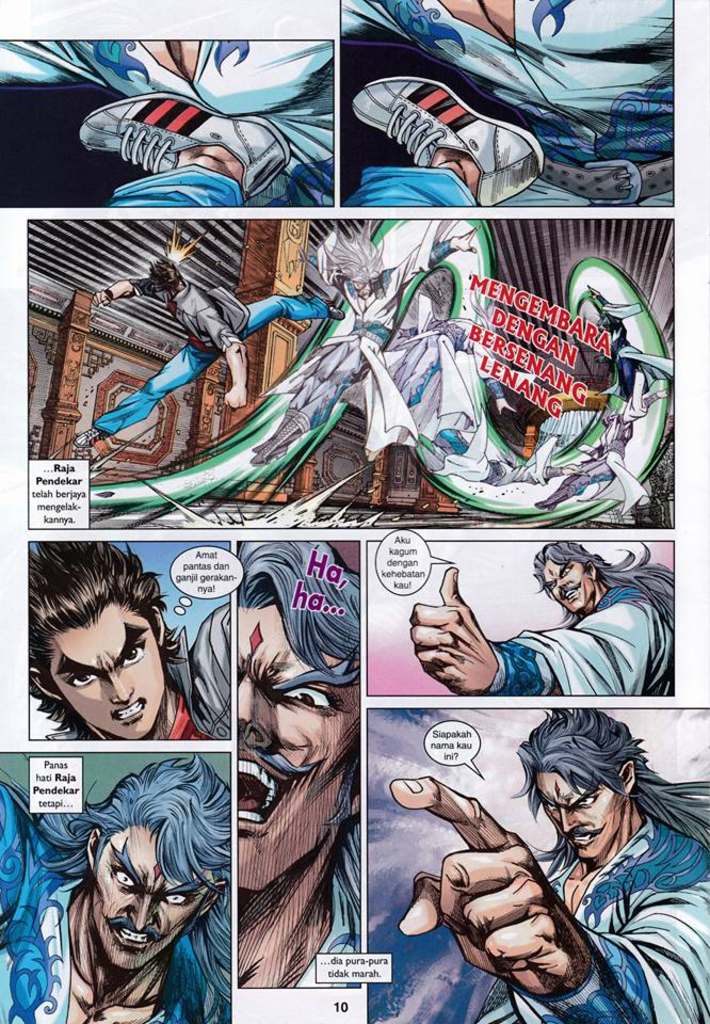 MENGEMBARA
DENGAN
BERSENANG
LENANG
...Raja
Pendekar
telah berjaya
mengelak-
kannya.
Amat
pantas dan
ganjil gerakan-
nya!
Ha,
ha...
Aku
kagum
dengan
kehebatan
kau!
Panas
hati Raja
Pendekar
tetapi...
...dia pura-pura
tidak marah.
Siapakah
nama kau
ini?
10